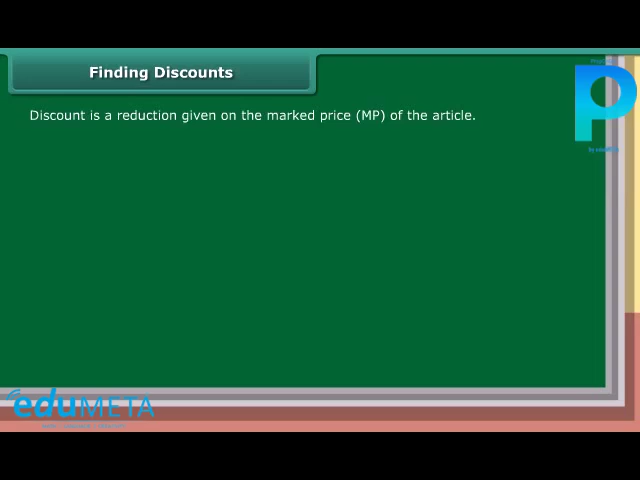 Finding Discounts
Discount is a reduction given on the marked price (MP) of the article.
P
eduMETA